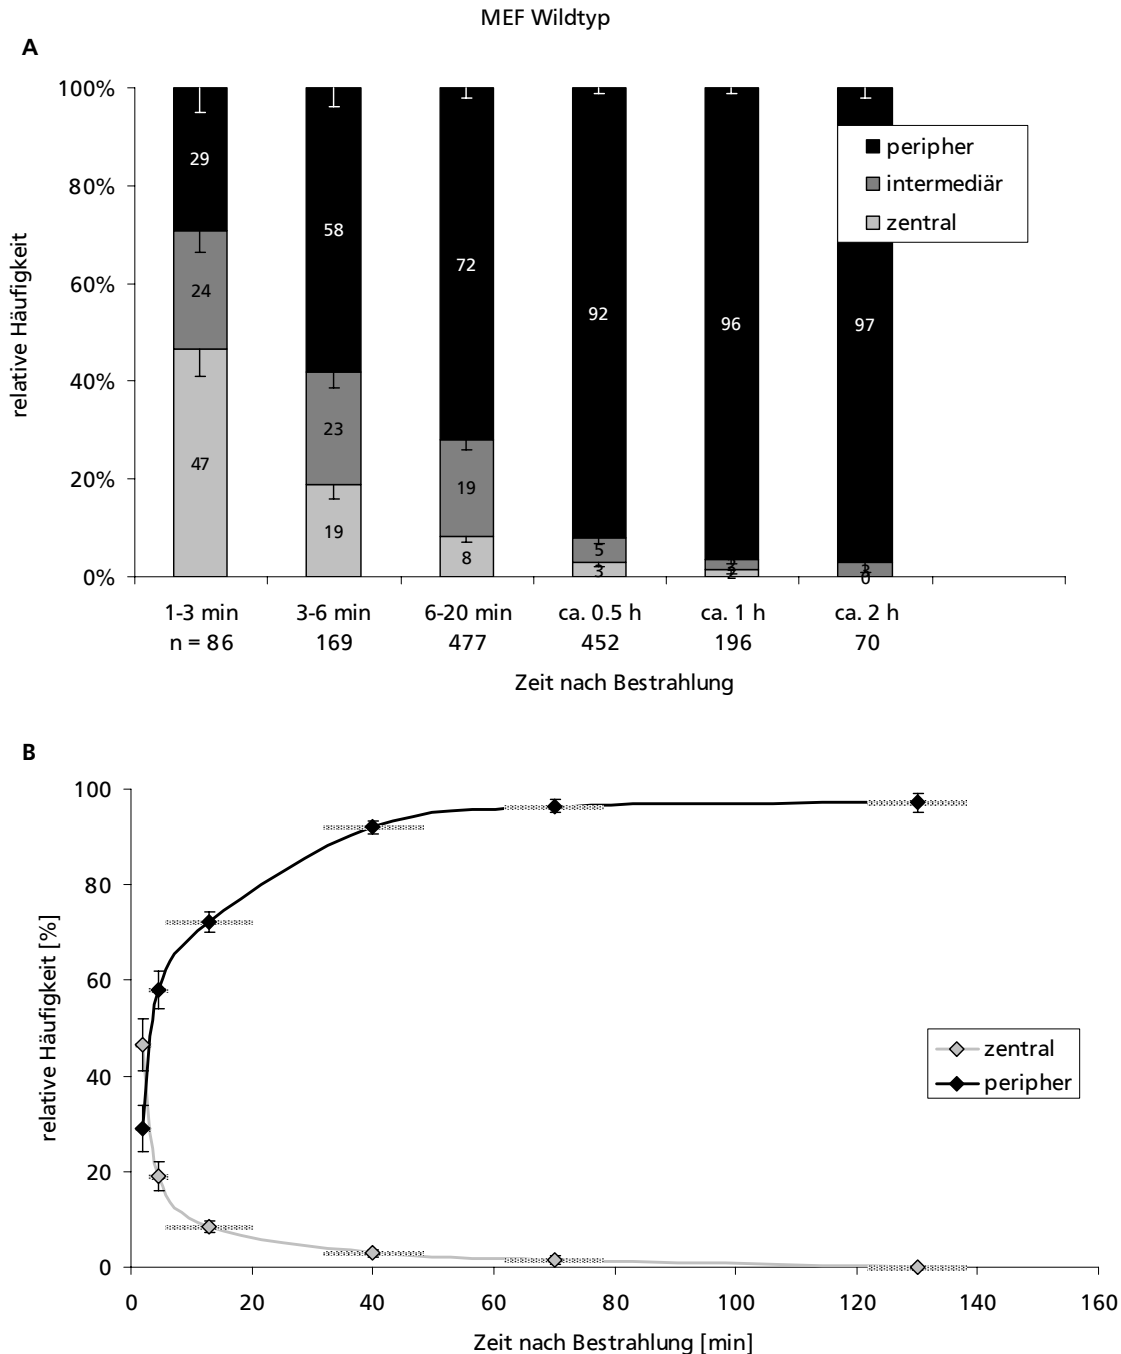 MEF Wildtyp
A
relative Häufigkeit
100%
80%
60%
40%
20%
0%
29
24
47
58
23
19
72
19
8
92
5
3
96
97
0
peripher
intermediär
zentral
1-3 min 3-6 min 6-20 min ca. 0.5 h ca. 1 h ca. 2 h
n = 86 169 477 452 196 70
Zeit nach Bestrahlung
B
relative Häufigkeit [%]
100
80
60
40
20
0
zentral
peripher
0 20 40 60 80 100 120 140 160
Zeit nach Bestrahlung [min]